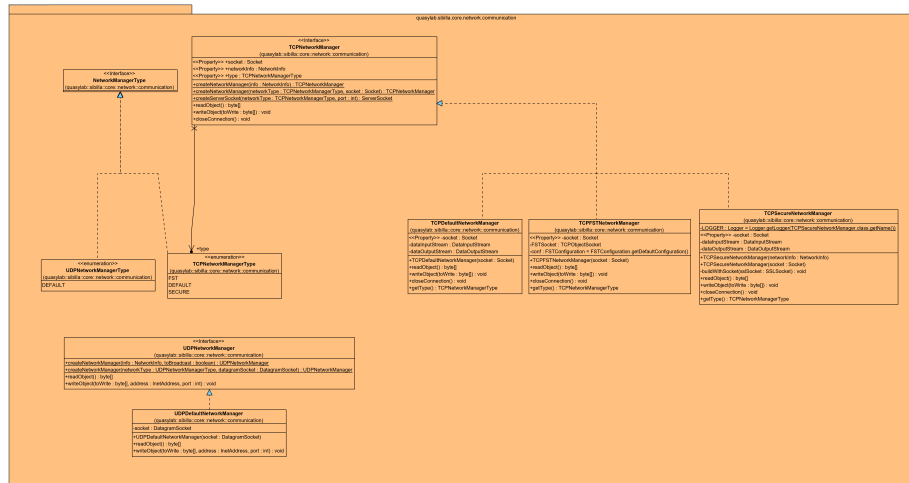 quasylab.sibilla.core.network.communication
<<Interface>>
TCPNetworkManager
(quasylab::sibilla::core::network::communication)
<<Property>> +socket : Socket
<<Property>> +networkInfo : NetworkInfo
<<Property>> +type : TCPNetworkManagerType
+createNetworkManager(info : NetworkInfo) : TCPNetworkManager
+createNetworkManager(networkType : TCPNetworkManagerType, socket : Socket) : TCPNetworkManager
+createServerSocket(networkType : TCPNetworkManagerType, port : int) : ServerSocket
+readObject() : byte[]
+writeObject(toWrite : byte[]) : void
+closeConnection() : void
<<Interface>>
NetworkManagerType
(quasylab::sibilla::core::network::communication)
+type
<<enumeration>>
UDPNetworkManagerType
(quasylab::sibilla::core::network::communication)
DEFAULT
<<enumeration>>
TCPNetworkManagerType
(quasylab::sibilla::core::network::communication)
FST
DEFAULT
SECURE
TCPDefaultNetworkManager
(quasylab::sibilla::core::network::communication)
<<Property>> -socket : Socket
-dataInputStream : DataInputStream
-dataOutputStream : DataOutputStream
+TCPDefaultNetworkManager(socket : Socket)
+readObject() : byte[]
+writeObject(toWrite : byte[]) : void
+closeConnection() : void
+getType() : TCPNetworkManagerType
TCPFSTNetworkManager
(quasylab::sibilla::core::network::communication)
<<Property>> -socket : Socket
-FSTSocket : TCPObjectSocket
-conf : FSTConfiguration = FSTConfiguration.getDefaultConfiguration()
+TCPFSTNetworkManager(socket : Socket)
+readObject() : byte[]
+writeObject(toWrite : byte[]) : void
+closeConnection() : void
+getType() : TCPNetworkManagerType
TCPSecureNetworkManager
(quasylab::sibilla::core::network::communication)
-LOGGER : Logger = Logger.getLogger(TCPSecureNetworkManager.class.getName())
<<Property>> -socket : Socket
-dataInputStream : DataInputStream
-dataOutputStream : DataOutputStream
+TCPSecureNetworkManager(networkInfo : NetworkInfo)
+TCPSecureNetworkManager(socket : Socket)
-buildWithSocket(sslSocket : SSLSocket) : void
+readObject() : byte[]
+writeObject(toWrite : byte[]) : void
+closeConnection() : void
+getType() : TCPNetworkManagerType
<<Interface>>
UDPNetworkManager
(quasylab::sibilla::core::network::communication)
+createNetworkManager(info : NetworkInfo, toBroadcast : boolean) : UDPNetworkManager
+createNetworkManager(networkType : UDPNetworkManagerType, datagramSocket : DatagramSocket) : UDPNetworkManager
+readObject() : byte[]
+writeObject(toWrite : byte[], address : InetAddress, port : int) : void
UDPDefaultNetworkManager
(quasylab::sibilla::core::network::communication)
-socket : DatagramSocket
+UDPDefaultNetworkManager(socket : DatagramSocket)
+readObject() : byte[]
+writeObject(toWrite : byte[], address : InetAddress, port : int) : void